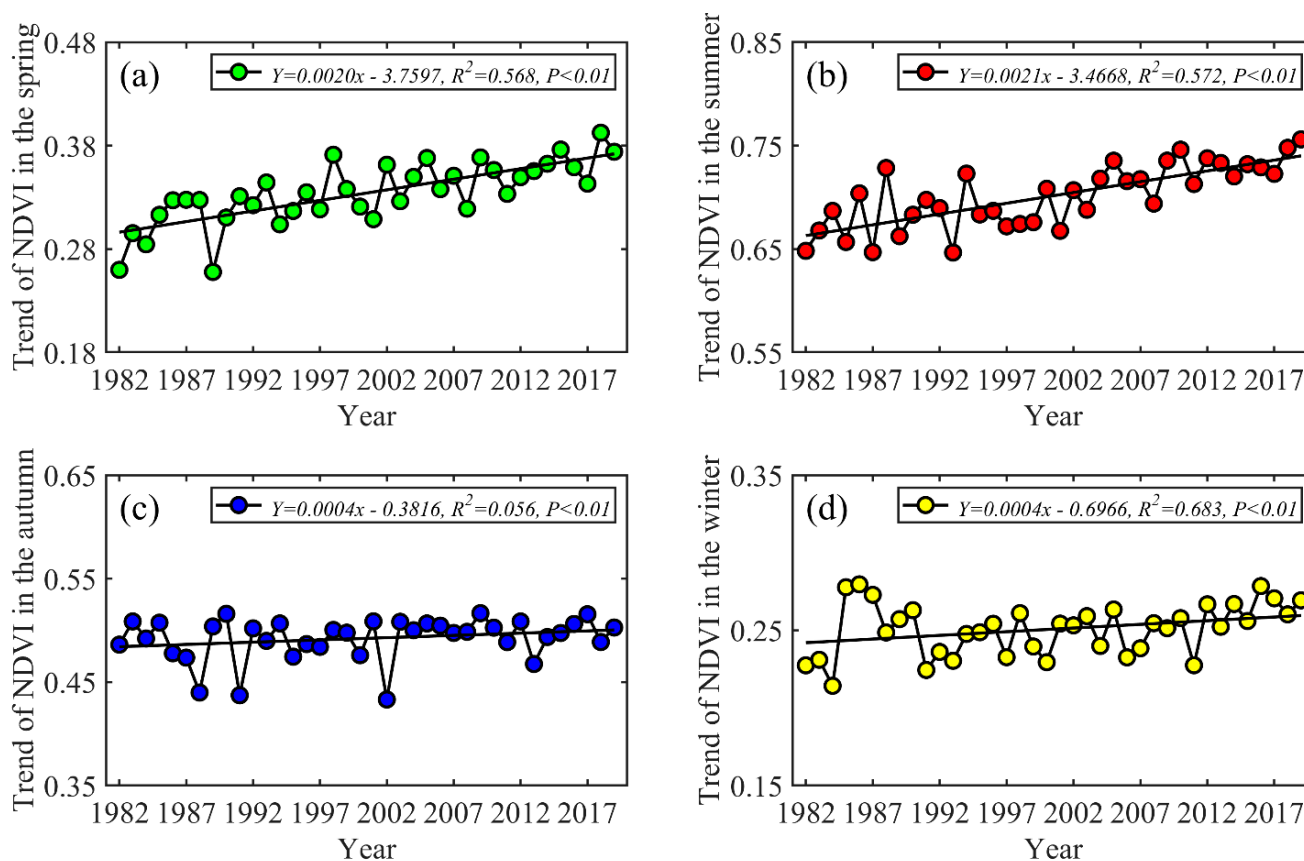 Trend of NDVI in the spring
0.48
0.38
0.28
0.18
(a)
Y=0.0020x - 3.7597, R²=0.568, P<0.01
1982 1987 1992 1997 2002 2007 2012 2017
Year
Trend of NDVI in the summer
0.85
0.75
0.65
0.55
(b)
Y=0.0021x - 3.4668, R²=0.572, P<0.01
1982 1987 1992 1997 2002 2007 2012 2017
Year
Trend of NDVI in the autumn
0.65
0.55
0.45
0.35
(c)
Y=0.0004x - 0.3816, R²=0.056, P<0.01
1982 1987 1992 1997 2002 2007 2012 2017
Year
Trend of NDVI in the winter
0.35
0.25
0.15
(d)
Y=0.0004x - 0.6966, R²=0.683, P<0.01
1982 1987 1992 1997 2002 2007 2012 2017
Year